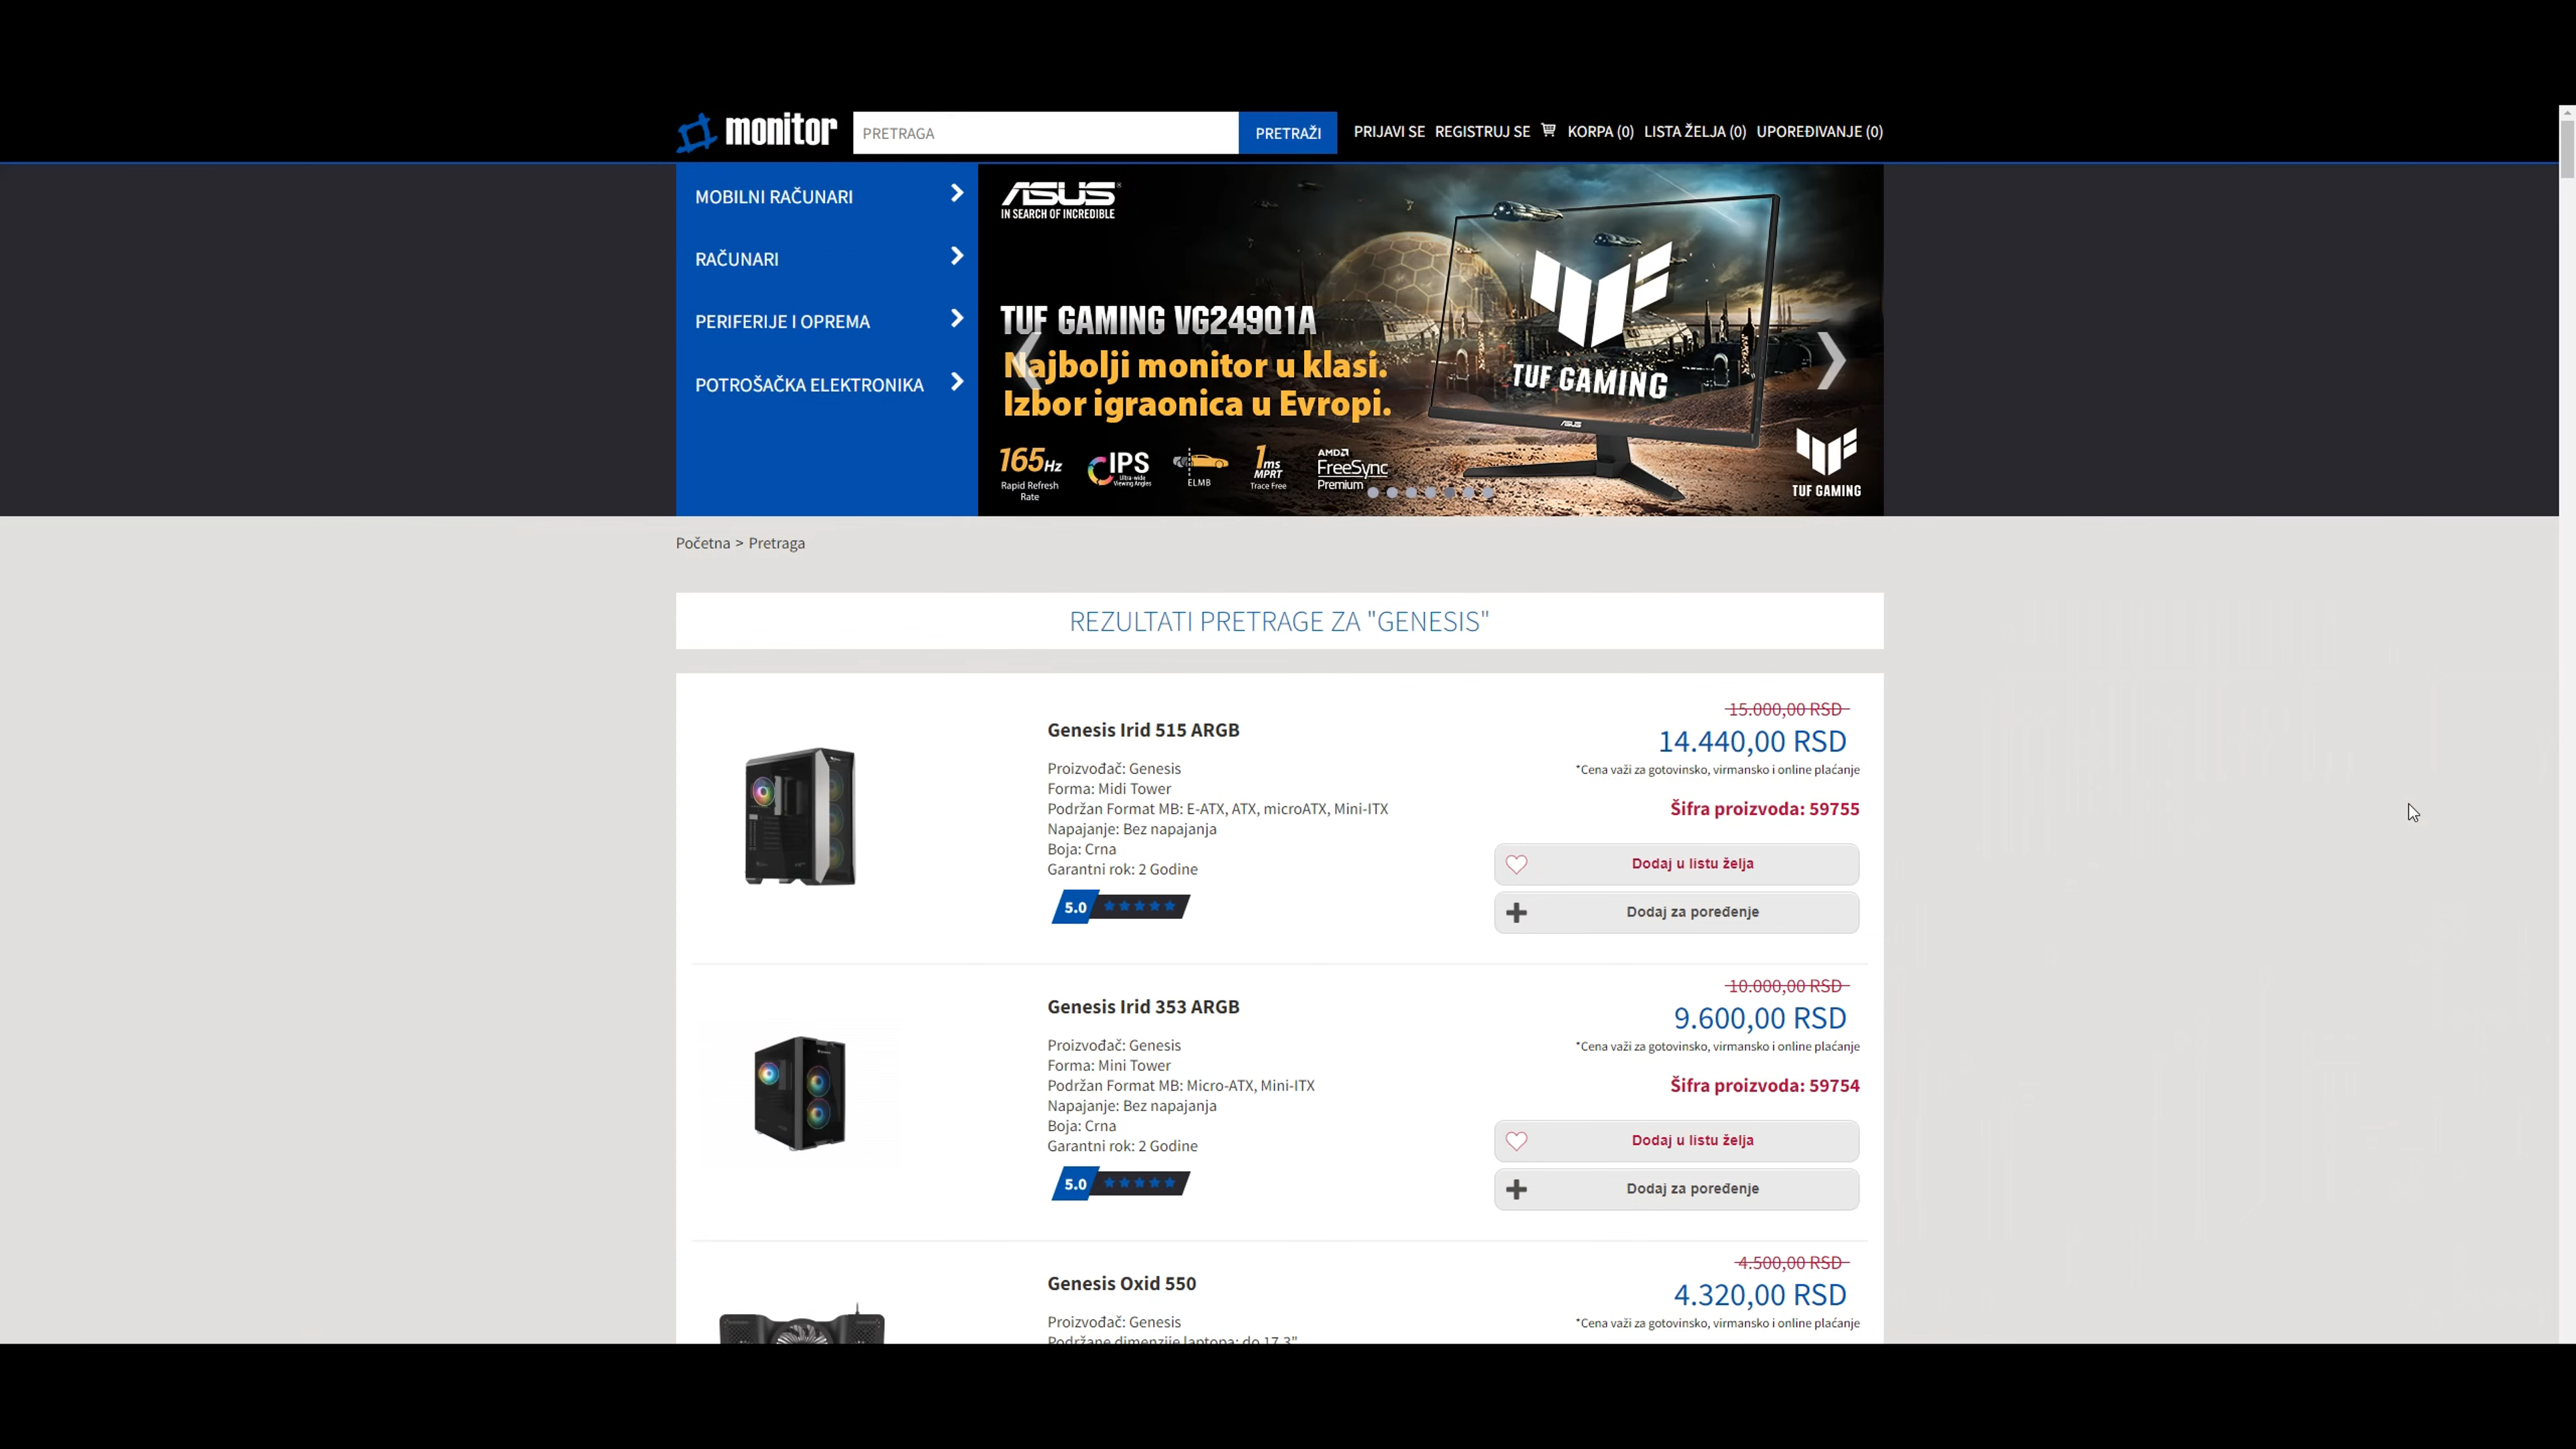 monitor
PRETRAGA
PRETRAŽI
PRIJAVI SE REGISTRUJ SE KORPA (0) LISTA ŽELJA (0) UPOREĐIVANJE (0)
MOBILNI RAČUNARI
RAČUNARI
PERIFERIJE I OPREMA
POTROŠAČKA ELEKTRONIKA
ASUS
IN SEARCH OF INCREDIBLE
TUF GAMING VG249Q1A
Najbolji monitor u klasi.
Izbor igraonica u Evropi.
165Hz
Rapid Refresh
Rate
IPS
Ultra-wide
Viewing Angles
ELMB
1ms
MPRT
Trace Free
AMD
FreeSync
Premium
TUF GAMING
ASUS
TUF GAMING
Početna > Pretraga
REZULTATI PRETRAGE ZA "GENESIS"
Genesis Irid 515 ARGB
Proizvođač: Genesis
Forma: Midi Tower
Podržan Format MB: E-ATX, ATX, microATX, Mini-ITX
Napajanje: Bez napajanja
Boja: Crna
Garantni rok: 2 Godine
5.0
15.000,00 RSD
14.440,00 RSD
*Cena važi za gotovinsko, virmansko i online plaćanje
Šifra proizvoda: 59755
Dodaj u listu želja
Dodaj za poređenje
Genesis Irid 353 ARGB
Proizvođač: Genesis
Forma: Mini Tower
Podržan Format MB: Micro-ATX, Mini-ITX
Napajanje: Bez napajanja
Boja: Crna
Garantni rok: 2 Godine
5.0
10.000,00 RSD
9.600,00 RSD
*Cena važi za gotovinsko, virmansko i online plaćanje
Šifra proizvoda: 59754
Dodaj u listu želja
Dodaj za poređenje
Genesis Oxid 550
Proizvođač: Genesis
Podržane dimenzije laptopa: do 17.3"
4.500,00 RSD
4.320,00 RSD
*Cena važi za gotovinsko, virmansko i online plaćanje